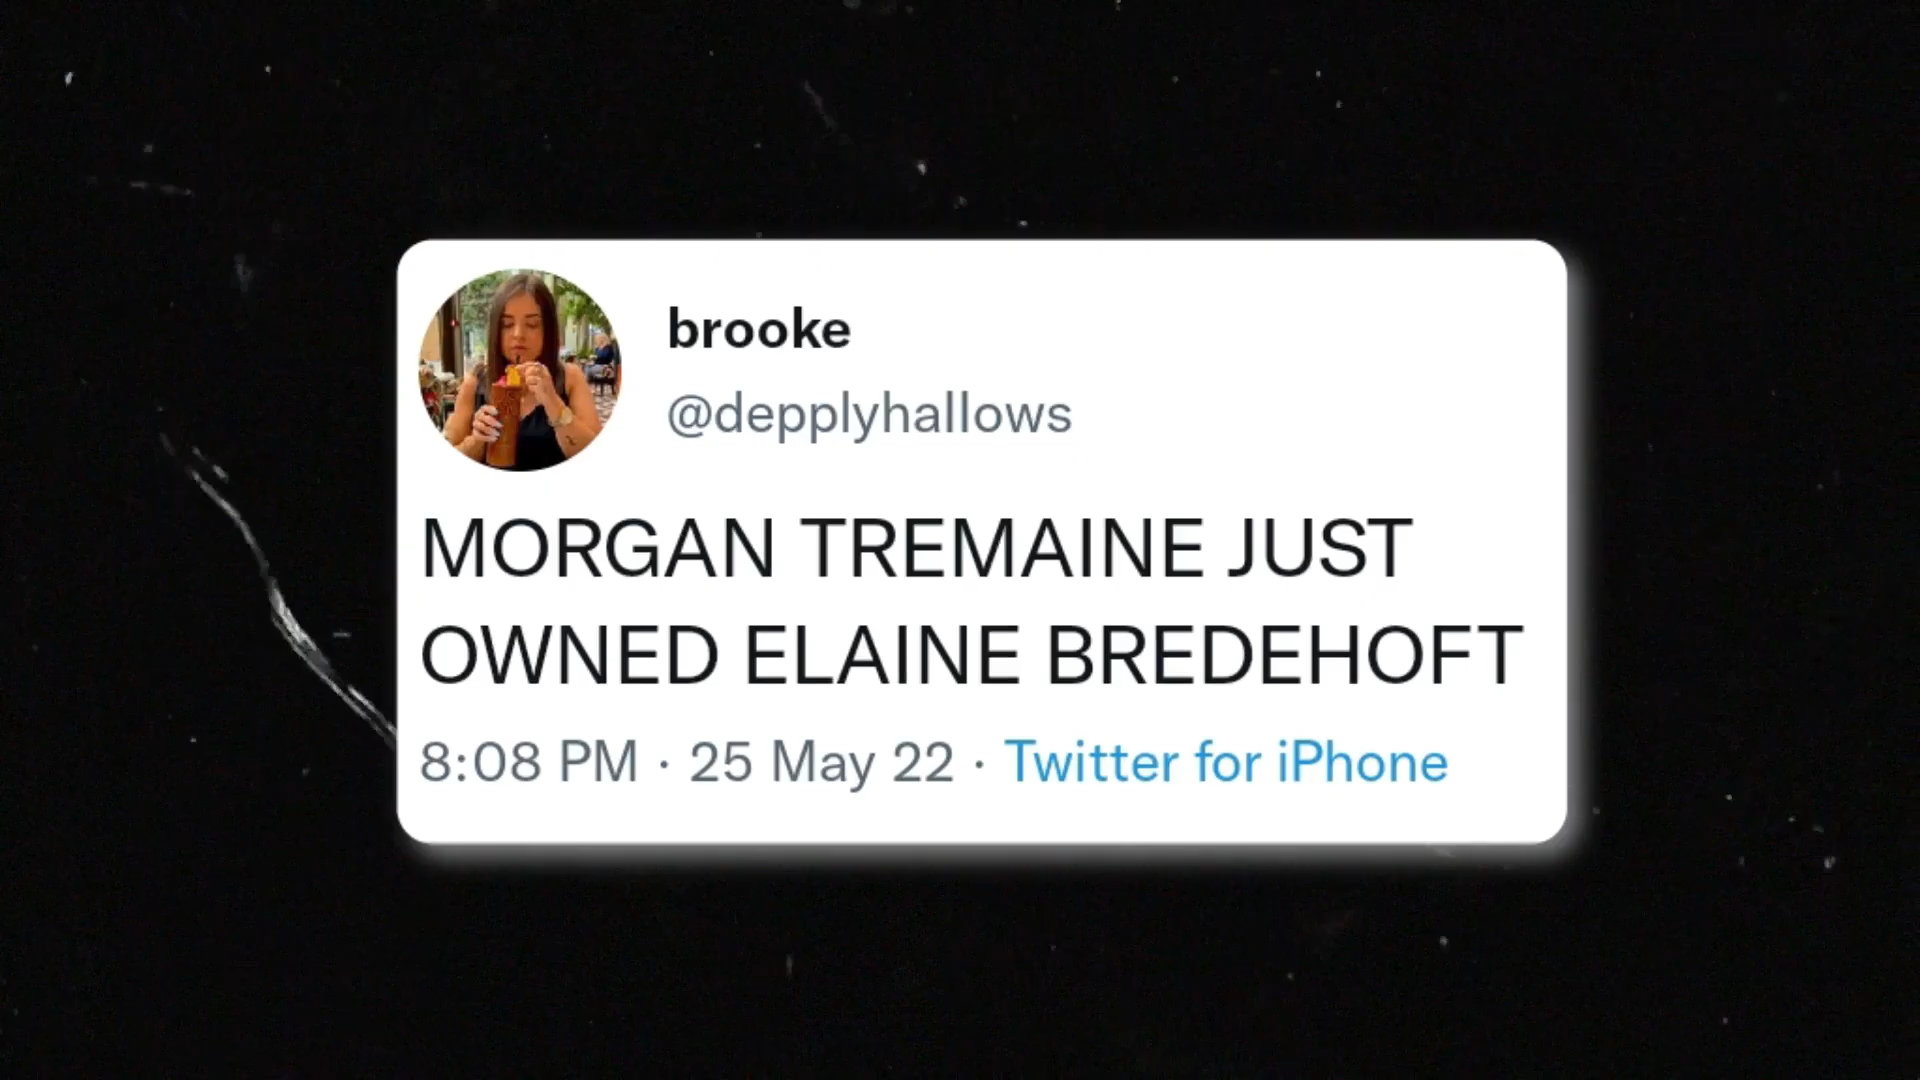 brooke
@depplyhallows
MORGAN TREMAINE JUST
OWNED ELAINE BREDEHOFT
8:08 PM · 25 May 22 · Twitter for iPhone